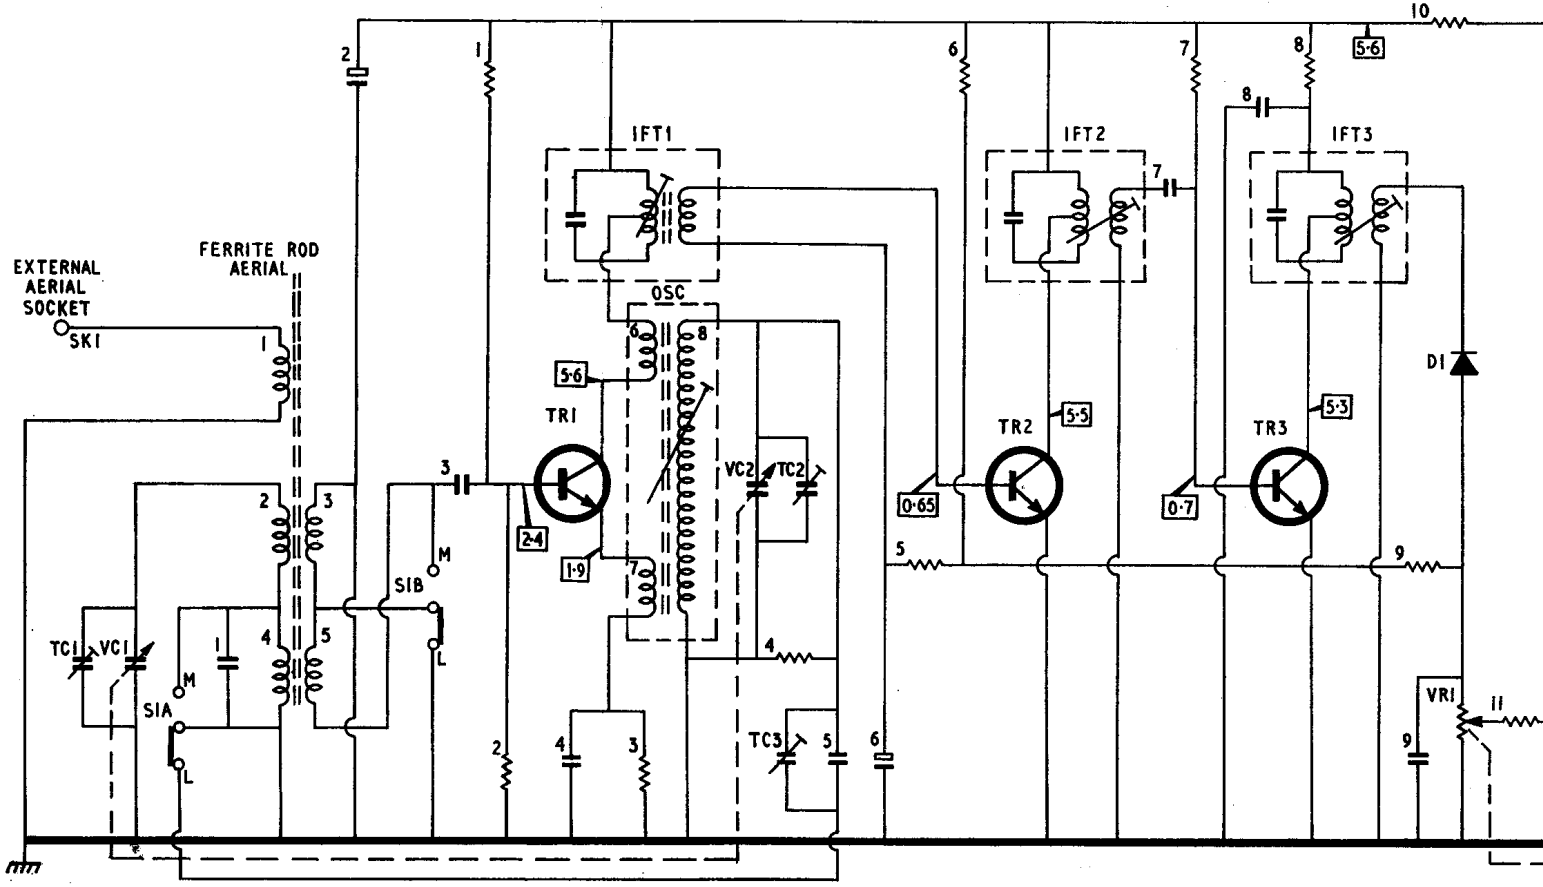 10
2
1
6
7
8
5·6
8
IFT1
IFT2
IFT3
7
FERRITE ROD
AERIAL
EXTERNAL
AERIAL
SOCKET
SK1
1
OSC
6
8
5·6
D1
TR1
5·5
TR2
5·3
TR3
3
VC2
TC2
2
3
0·65
0·7
2·4
1·9
M
5
9
7
S1B
L
TC1
VC1
1
4
5
4
M
S1A
VR1
11
L
2
4
3
TC3
5
6
9